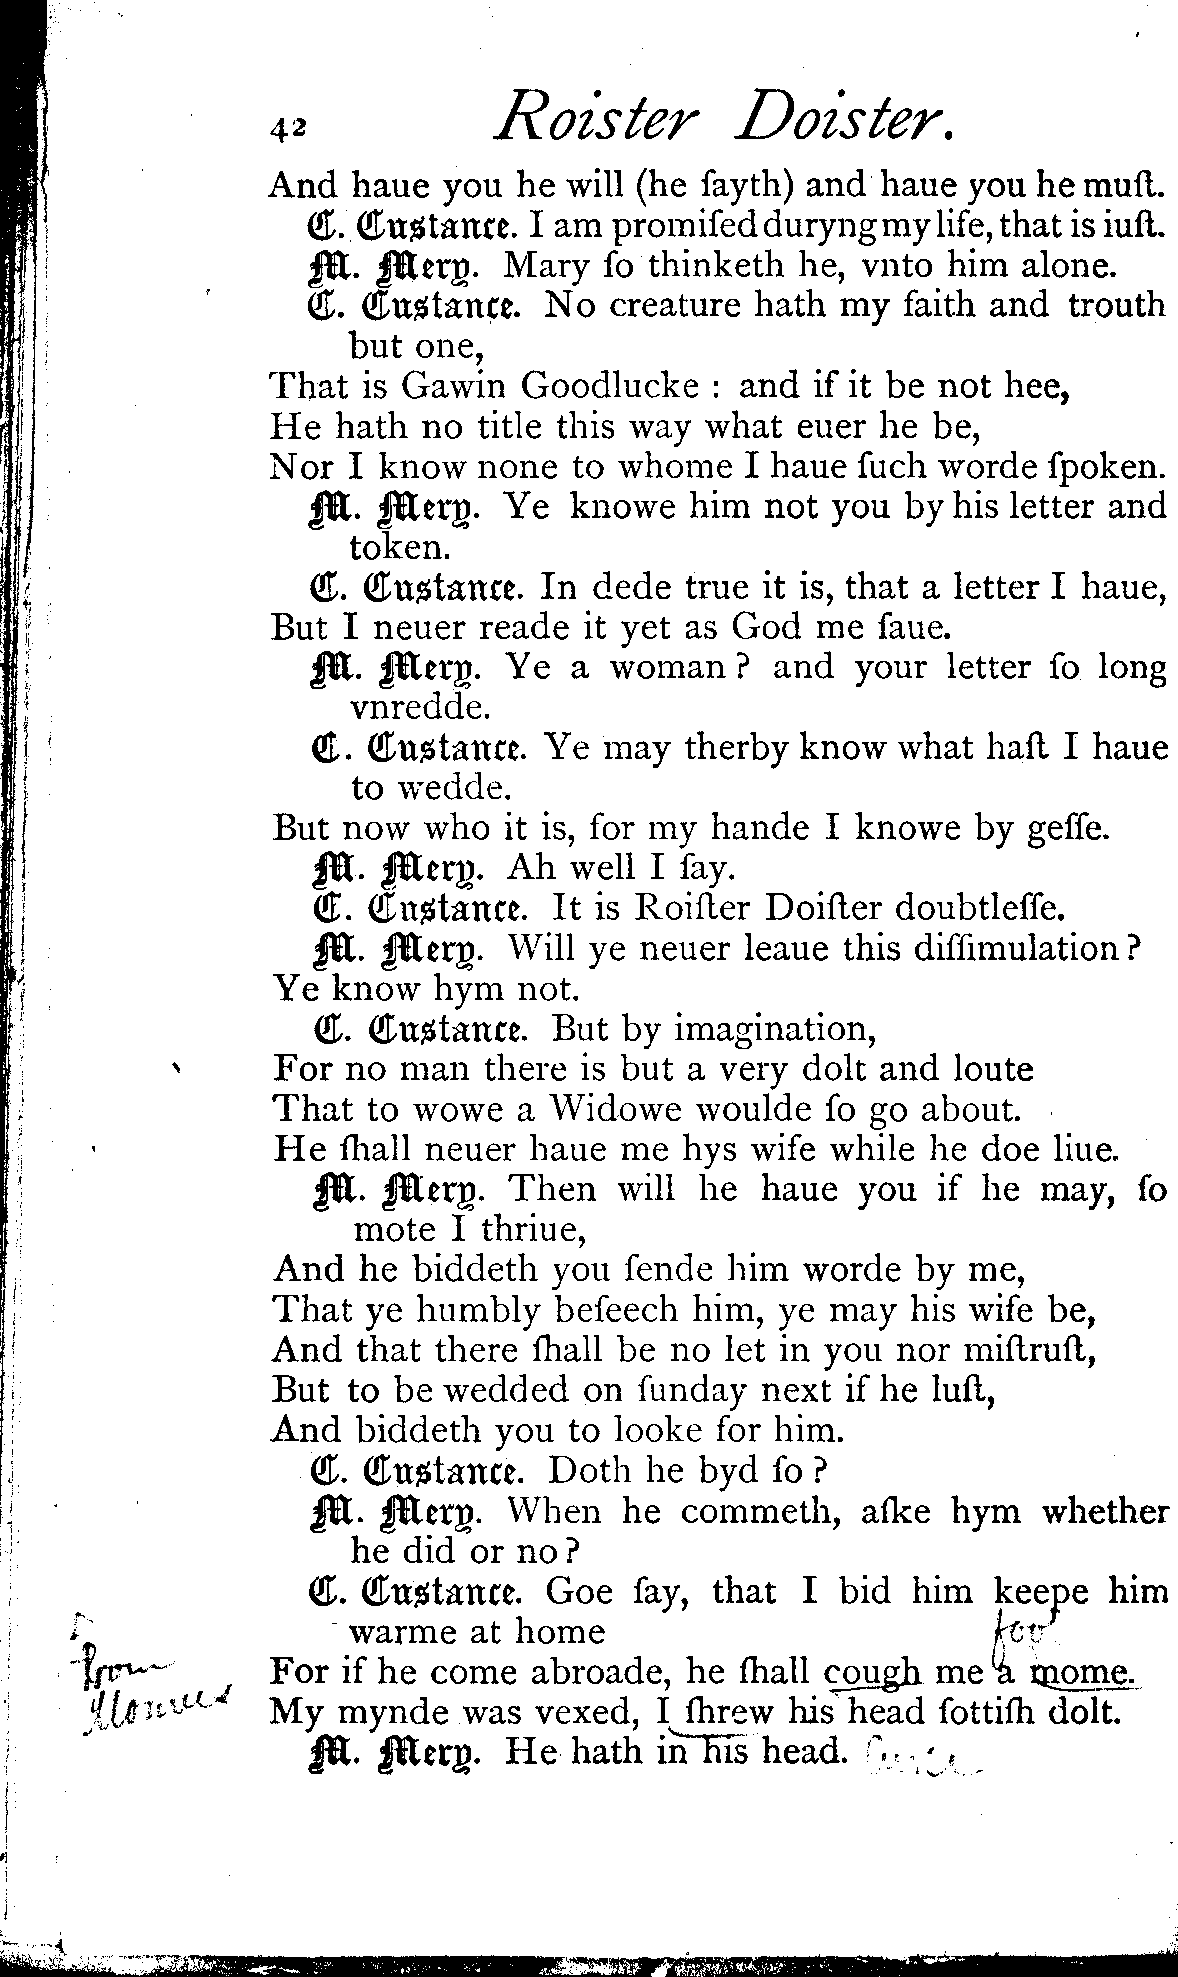 42 Roister Doister.
And haue you he will (he ſayth) and haue you he muſt.
C. Custance. I am promiſed duryng my life, that is iuſt.
M. Mery. Mary ſo thinketh he, vnto him alone.
C. Custance. No creature hath my faith and trouth
but one,
That is Gawin Goodlucke : and if it be not hee,
He hath no title this way what euer he be,
Nor I know none to whome I haue ſuch worde ſpoken.
M. Mery. Ye knowe him not you by his letter and
token.
C. Custance. In dede true it is, that a letter I haue,
But I neuer reade it yet as God me ſaue.
M. Mery. Ye a woman? and your letter ſo long
vnredde.
C. Custance. Ye may therby know what haſt I haue
to wedde.
But now who it is, for my hande I knowe by geſſe.
M. Mery. Ah well I ſay.
C. Custance. It is Roiſter Doiſter doubtleſſe.
M. Mery. Will ye neuer leaue this diſſimulation?
Ye know hym not.
C. Custance. But by imagination,
For no man there is but a very dolt and loute
That to wowe a Widowe woulde ſo go about.
He ſhall neuer haue me hys wife while he doe liue.
M. Mery. Then will he haue you if he may, ſo
mote I thriue,
And he biddeth you ſende him worde by me,
That ye humbly beſeech him, ye may his wife be,
And that there ſhall be no let in you nor miſtruſt,
But to be wedded on ſunday next if he luſt,
And biddeth you to looke for him.
C. Custance. Doth he byd ſo?
M. Mery. When he commeth, aſke hym whether
he did or no?
C. Custance. Goe ſay, that I bid him keepe him
warme at home
For if he come abroade, he ſhall cough me a mome.
My mynde was vexed, I ſhrew his head ſottiſh dolt.
M. Mery. He hath in his head.
from